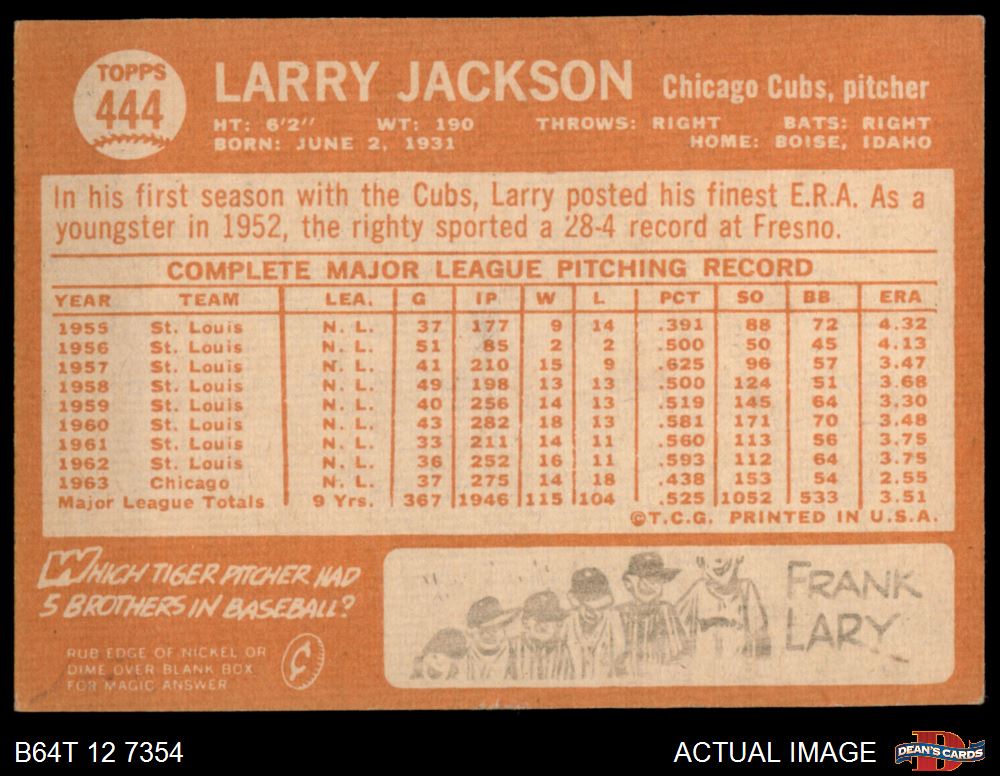 TOPPS
444
LARRY JACKSON Chicago Cubs, pitcher
HT: 6'2" WT: 190 THROWS: RIGHT BATS: RIGHT
BORN: JUNE 2, 1931 HOME: BOISE, IDAHO
In his first season with the Cubs, Larry posted his finest E.R.A. As a
youngster in 1952, the righty sported a 28-4 record at Fresno.
COMPLETE MAJOR LEAGUE PITCHING RECORD
YEAR TEAM LEA. G IP W L PCT SO BB ERA
1955 St. Louis N. L. 37 177 9 14 .391 88 72 4.32
1956 St. Louis N. L. 51 85 2 2 .500 50 45 4.13
1957 St. Louis N. L. 41 210 15 9 .625 96 57 3.47
1958 St. Louis N. L. 49 198 13 13 .500 124 51 3.68
1959 St. Louis N. L. 40 256 14 13 .519 145 64 3.30
1960 St. Louis N. L. 43 282 18 13 .581 171 70 3.48
1961 St. Louis N. L. 33 211 14 11 .560 113 56 3.75
1962 St. Louis N. L. 36 252 16 11 .593 112 64 3.75
1963 Chicago N. L. 37 275 14 18 .438 153 54 2.55
Major League Totals 9 Yrs. 367 1946 115 104 .525 1052 533 3.51
©T.C.G. PRINTED IN U.S.A.
WHICH TIGER PITCHER HAD
5 BROTHERS IN BASEBALL?
RUB EDGE OF NICKEL OR
DIME OVER BLANK BOX
FOR MAGIC ANSWER
FRANK
LARY
B64T 12 7354 ACTUAL IMAGE DEAN'S CARDS